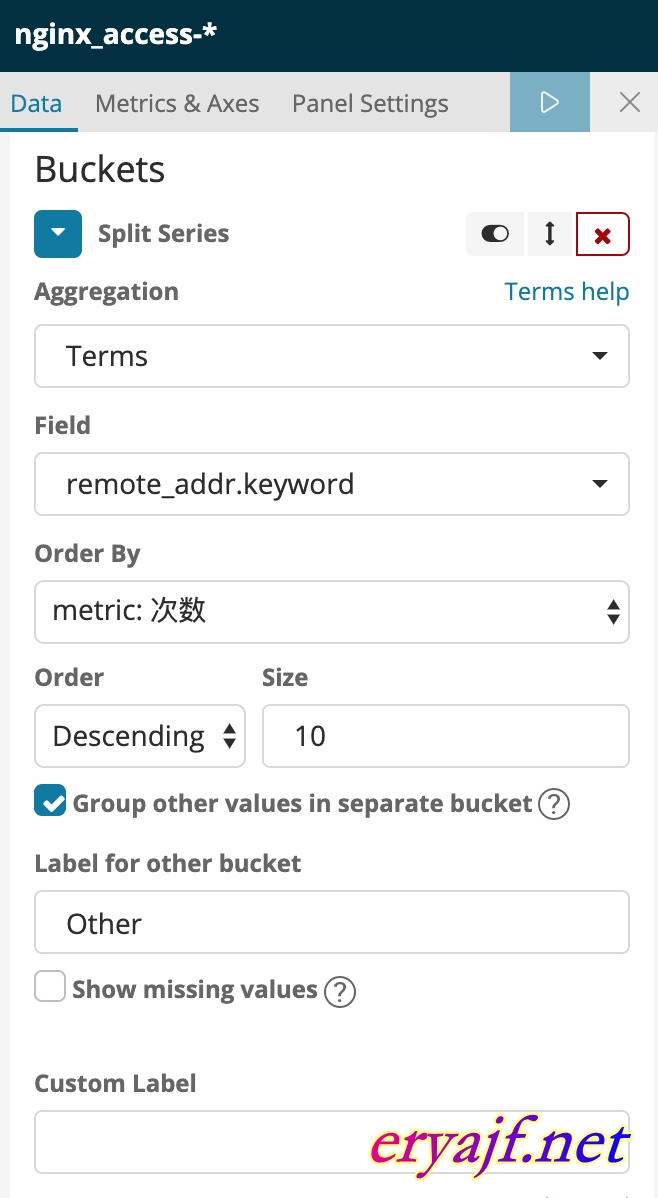 nginx_access-*
Data Metrics & Axes Panel Settings
Buckets
Split Series
Aggregation Terms help
Terms
Field
remote_addr.keyword
Order By
metric: 次数
Order Size
Descending 10
Group other values in separate bucket ?
Label for other bucket
Other
Show missing values ?
Custom Label
eryajf.net